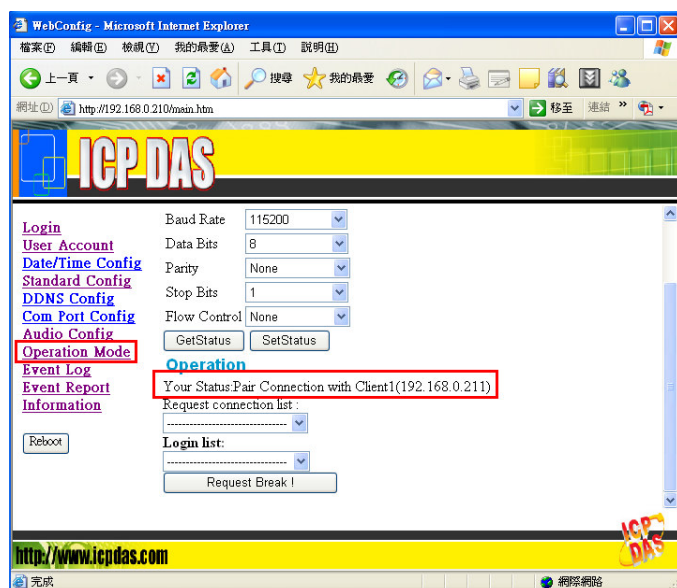 WebConfig - Microsoft Internet Explorer
檔案(F) 編輯(E) 檢視(V) 我的最愛(A) 工具(T) 說明(H)
上一頁 搜尋 我的最愛
網址(D) http://192.168.0.210/main.htm 移至 連結 »
ICP DAS
Login
User Account
Date/Time Config
Standard Config
DDNS Config
Com Port Config
Audio Config
Operation Mode
Event Log
Event Report
Information
Reboot
Baud Rate 115200
Data Bits 8
Parity None
Stop Bits 1
Flow Control None
GetStatus SetStatus
Operation
Your Status:Pair Connection with Client1(192.168.0.211)
Request connection list :
--------------------------------
Login list:
--------------------------------
Request Break !
http://www.icpdas.com
ICP DAS
完成 網際網路